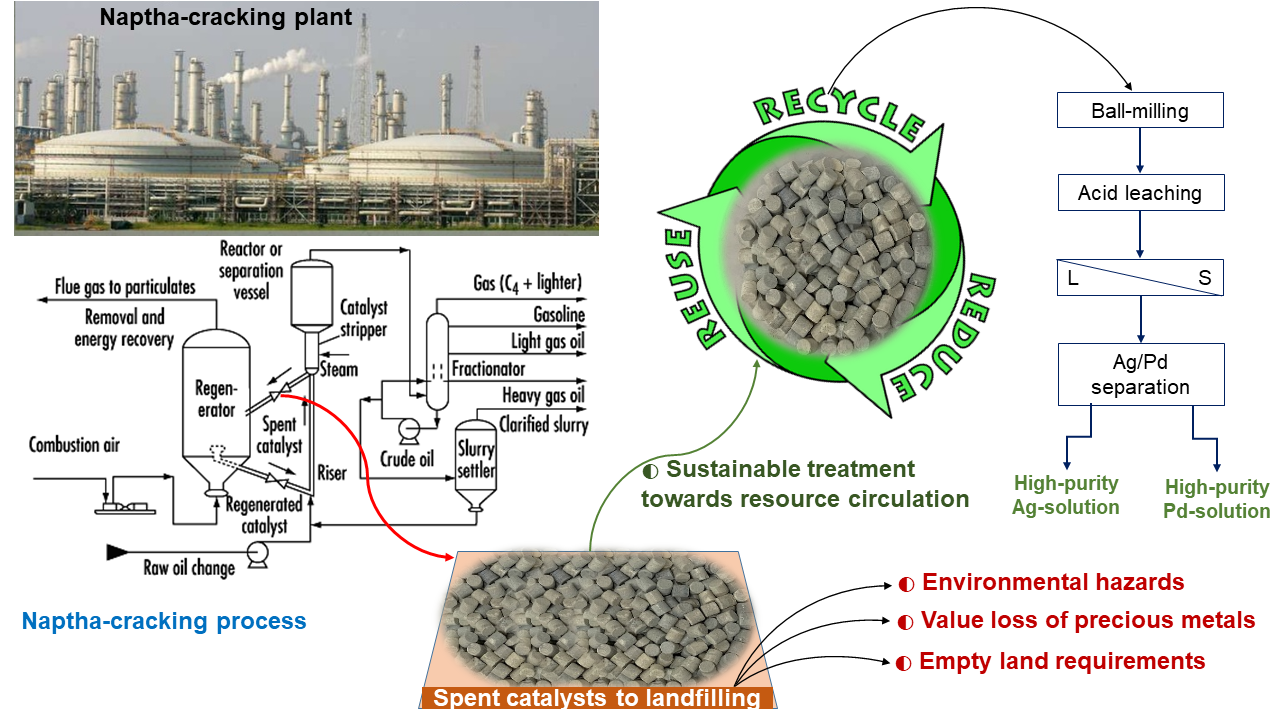 Naptha-cracking plant
Reactor or
separation
vessel
Flue gas to particulates
Removal and
energy recovery
Catalyst
stripper
Steam
Regen-
erator
Spent
catalyst
Combustion air
Riser
Regenerated
catalyst
Raw oil change
Gas (C₄ + lighter)
Gasoline
Light gas oil
Fractionator
Heavy gas oil
Clarified slurry
Crude oil
Slurry
settler
Naptha-cracking process
RECYCLE
REUSE
REDUCE
Sustainable treatment
towards resource circulation
Spent catalysts to landfilling
Environmental hazards
Value loss of precious metals
Empty land requirements
Ball-milling
Acid leaching
L S
Ag/Pd
separation
High-purity
Ag-solution
High-purity
Pd-solution